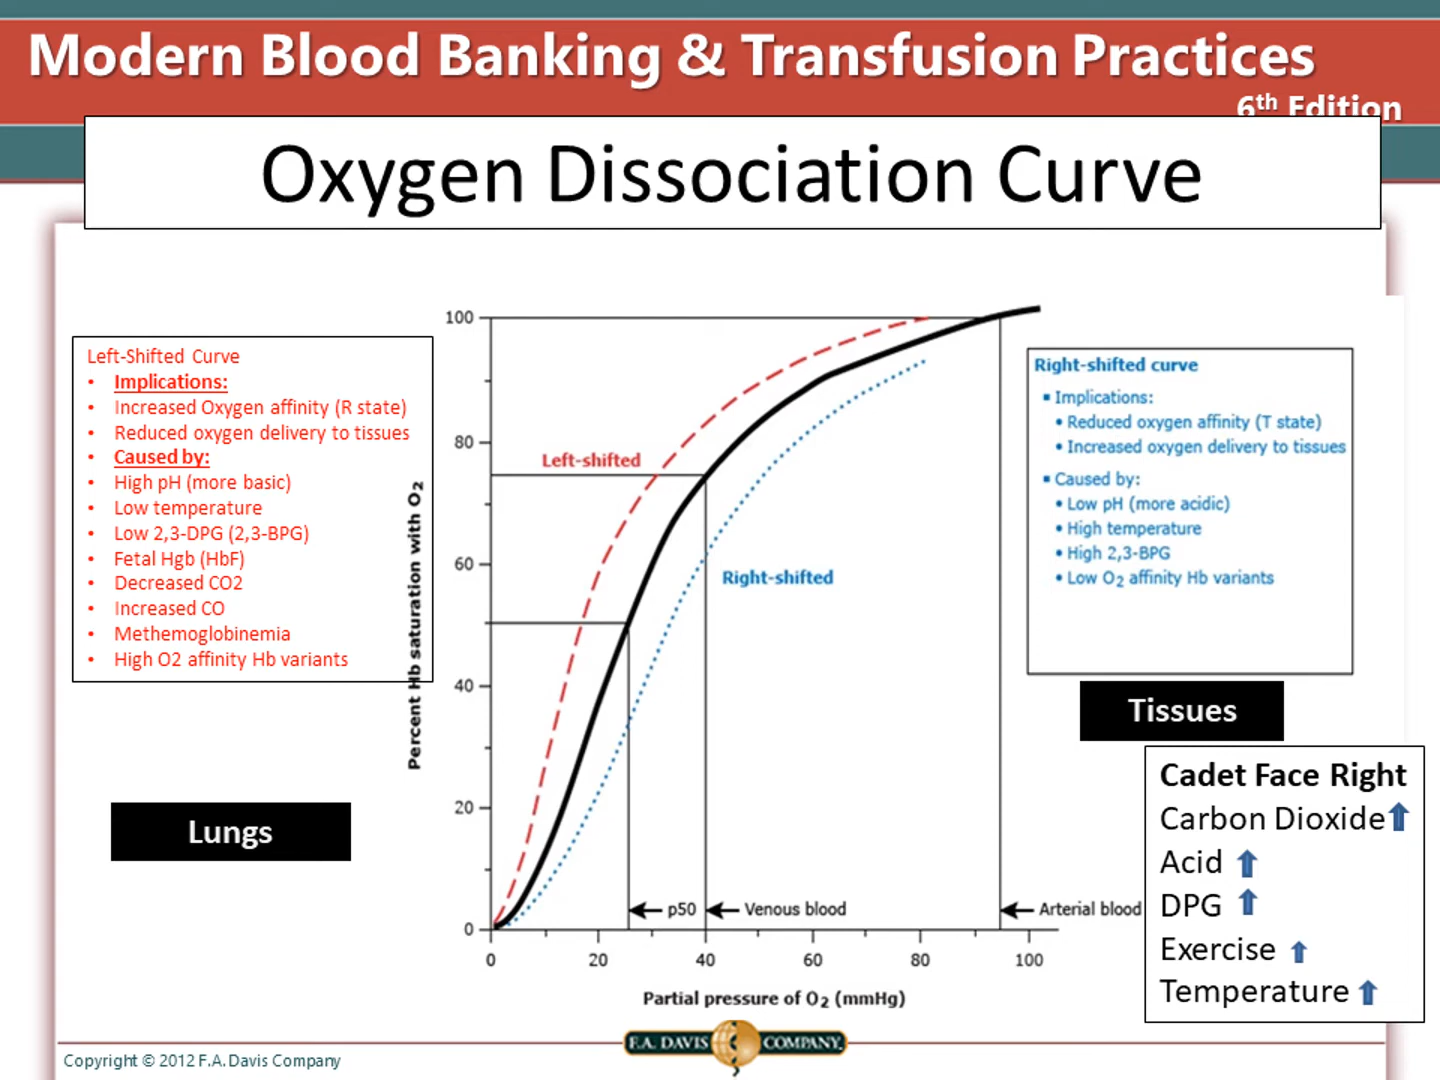 Modern Blood Banking & Transfusion Practices
6th Edition
Oxygen Dissociation Curve
Left-Shifted Curve
• Implications:
• Increased Oxygen affinity (R state)
• Reduced oxygen delivery to tissues
• Caused by:
• High pH (more basic)
• Low temperature
• Low 2,3-DPG (2,3-BPG)
• Fetal Hgb (HbF)
• Decreased CO2
• Increased CO
• Methemoglobinemia
• High O2 affinity Hb variants
Lungs
Percent Hb saturation with O2
100
80
60
40
20
0
Left-shifted
Right-shifted
p50
Venous blood
Arterial blood
0 20 40 60 80 100
Partial pressure of O2 (mmHg)
Right-shifted curve
▪ Implications:
• Reduced oxygen affinity (T state)
• Increased oxygen delivery to tissues
▪ Caused by:
• Low pH (more acidic)
• High temperature
• High 2,3-BPG
• Low O2 affinity Hb variants
Tissues
Cadet Face Right
Carbon Dioxide
Acid
DPG
Exercise
Temperature
F.A. DAVIS COMPANY.
Copyright © 2012 F.A. Davis Company